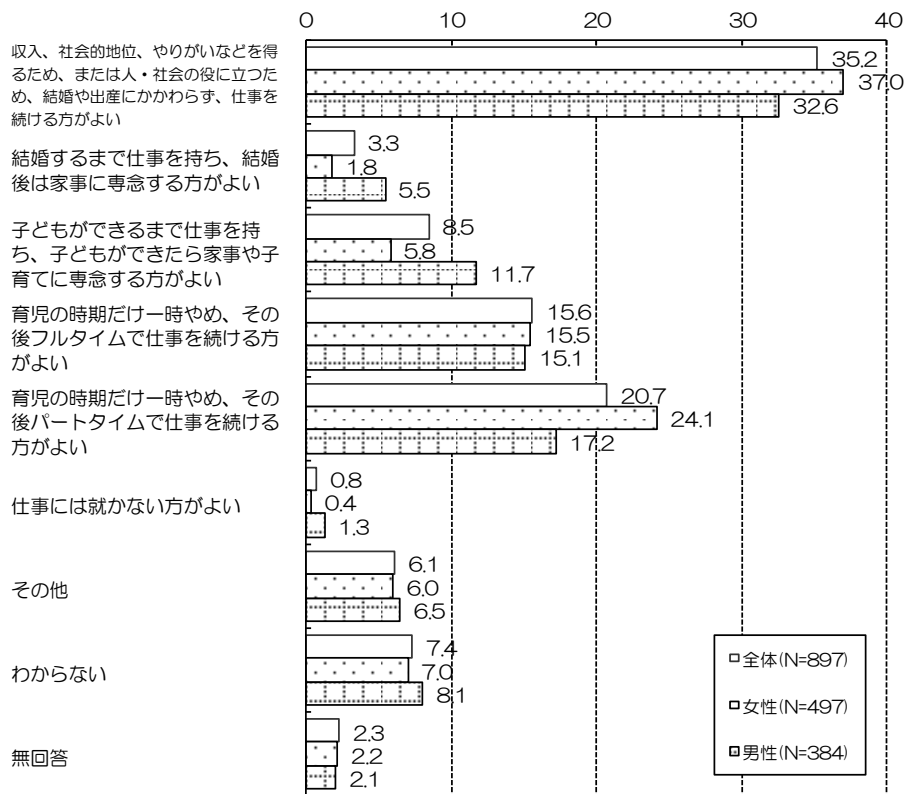 0 10 20 30 40
収入、社会的地位、やりがいなどを得
るため、または人・社会の役に立つた
め、結婚や出産にかかわらず、仕事を
続ける方がよい
35.2
37.0
32.6
結婚するまで仕事を持ち、結婚
後は家事に専念する方がよい
3.3
1.8
5.5
子どもができるまで仕事を持
ち、子どもができたら家事や子
育てに専念する方がよい
8.5
5.8
11.7
育児の時期だけ一時やめ、その
後フルタイムで仕事を続ける方
がよい
15.6
15.5
15.1
育児の時期だけ一時やめ、その
後パートタイムで仕事を続ける
方がよい
20.7
24.1
17.2
仕事には就かない方がよい
0.8
0.4
1.3
その他
6.1
6.0
6.5
わからない
7.4
7.0
8.1
無回答
2.3
2.2
2.1
全体(N=897)
女性(N=497)
男性(N=384)